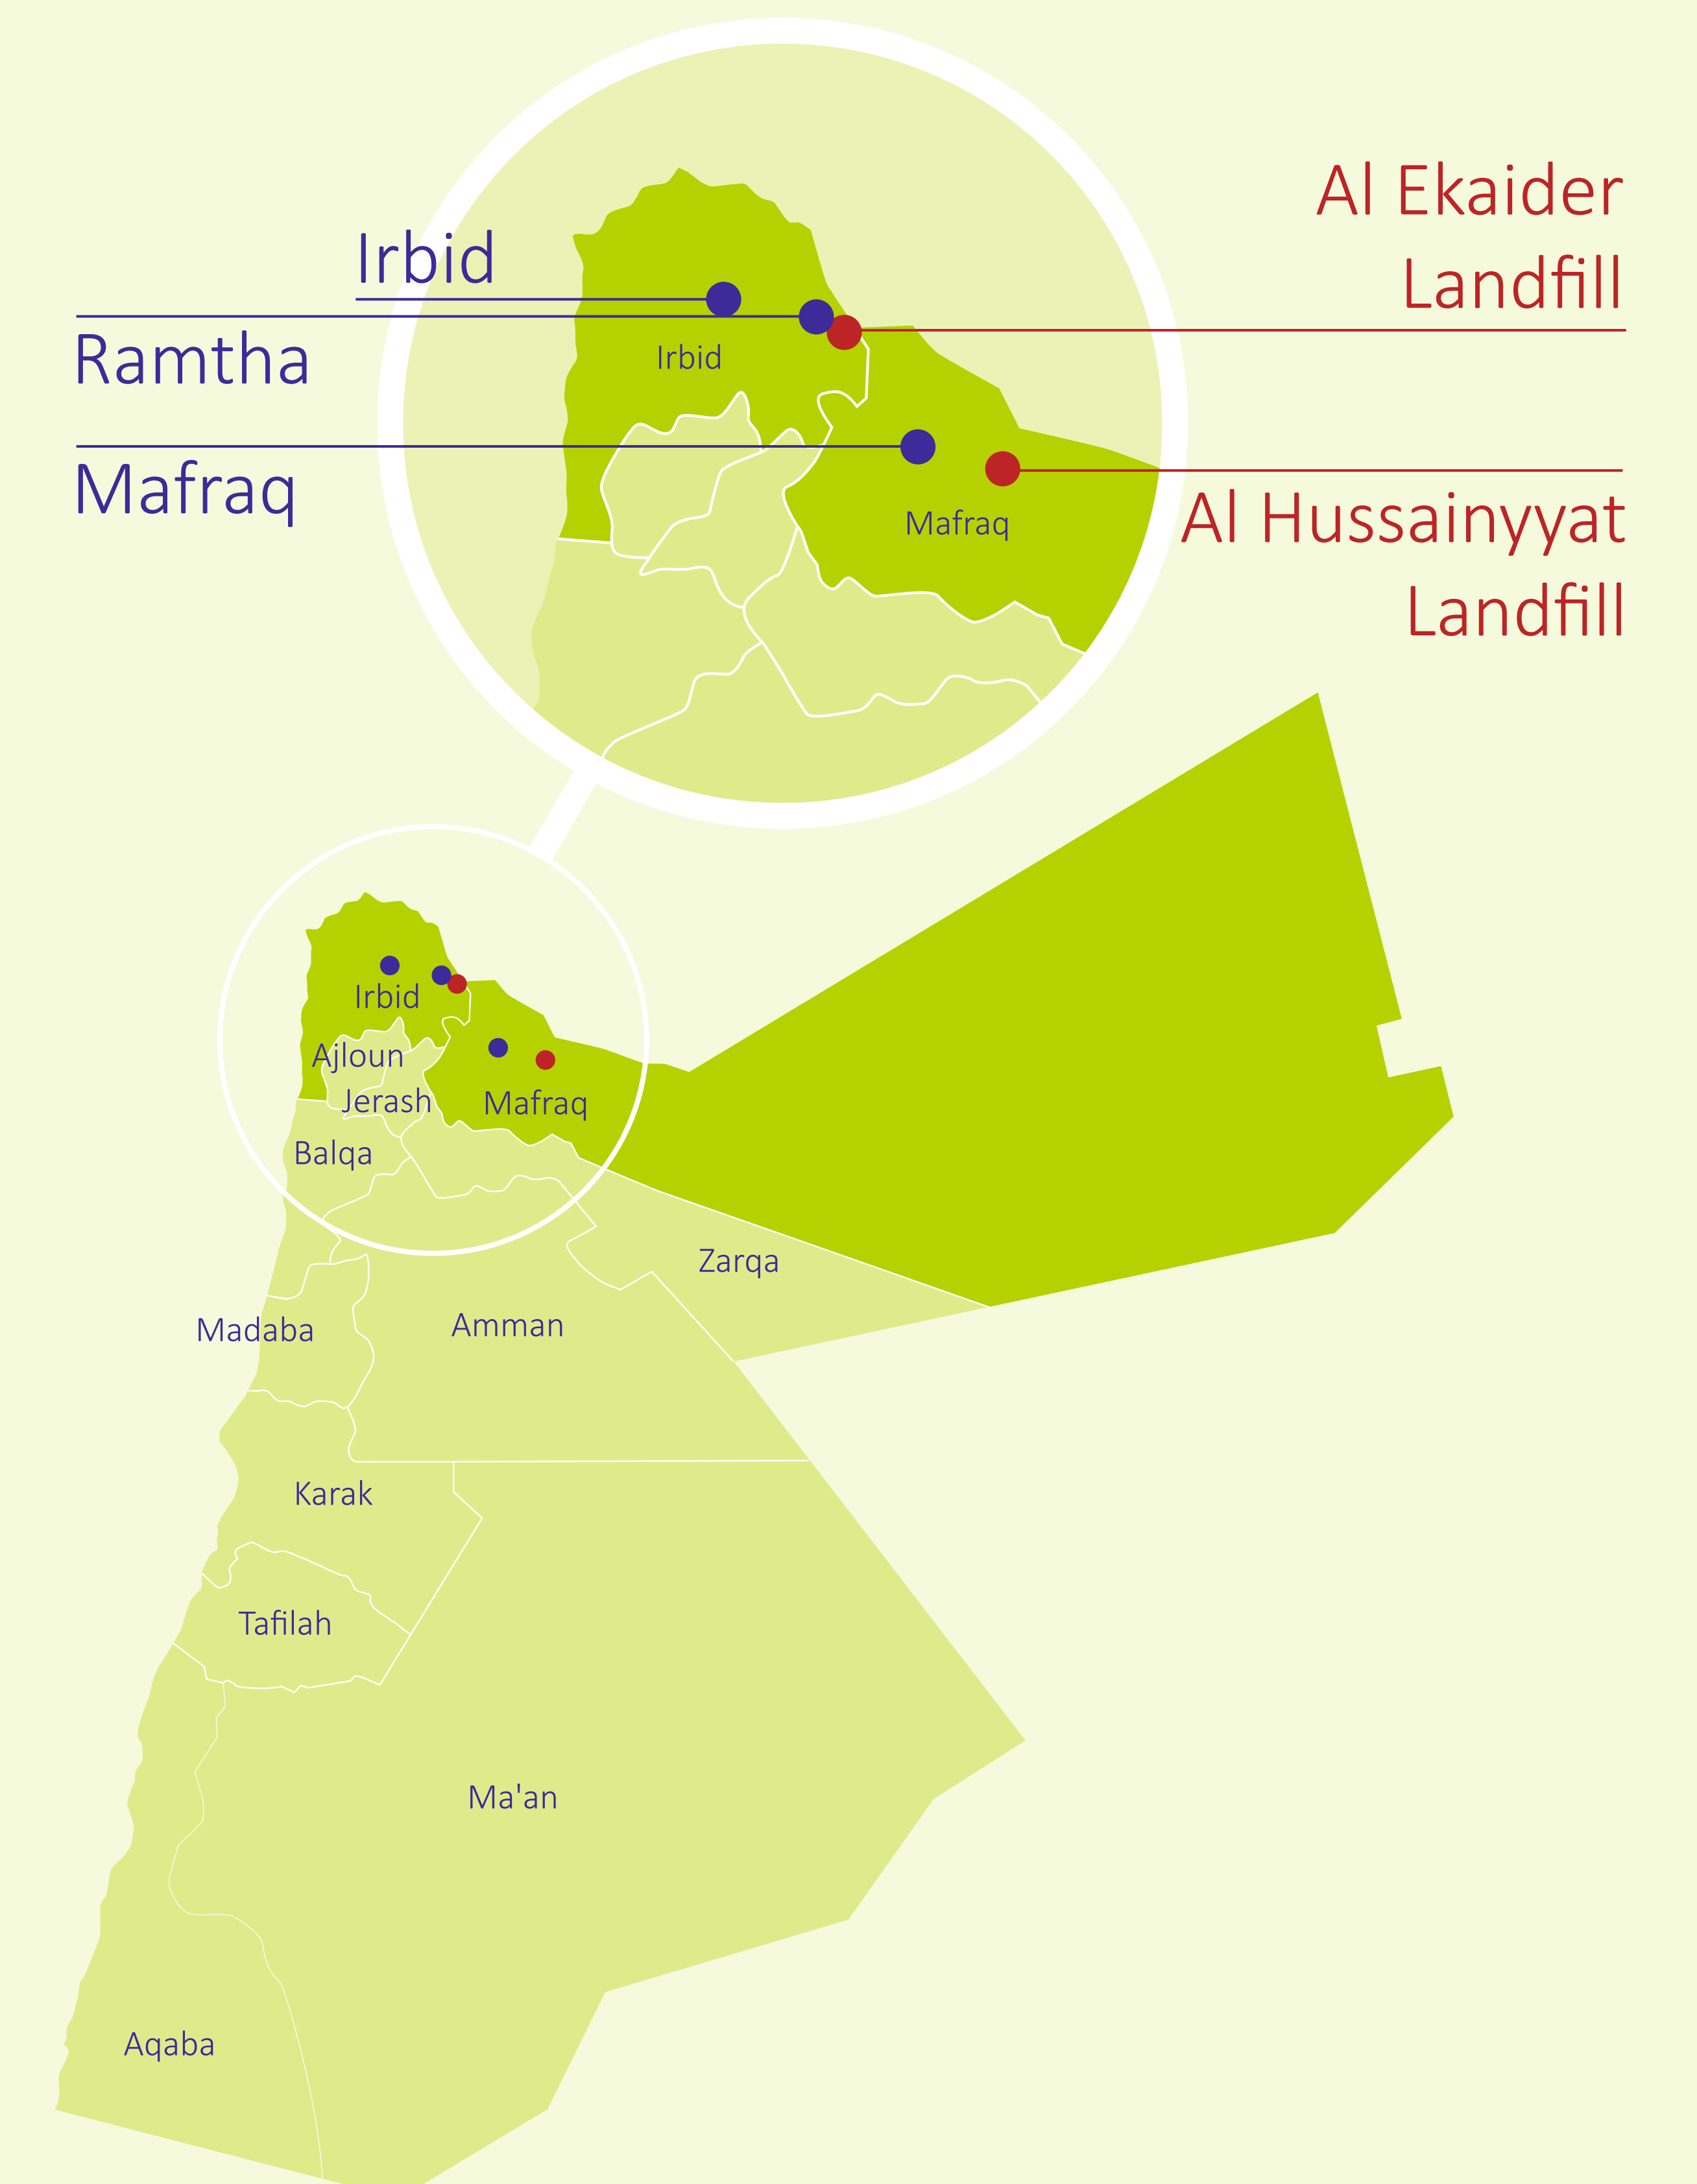 Al Ekaider
Landfill
Irbid
Ramtha
Irbid
Mafraq
Mafraq
Al Hussainyyat
Landfill
Irbid
Ajloun
Jerash
Mafraq
Balqa
Zarqa
Madaba
Amman
Karak
Tafilah
Ma'an
Aqaba